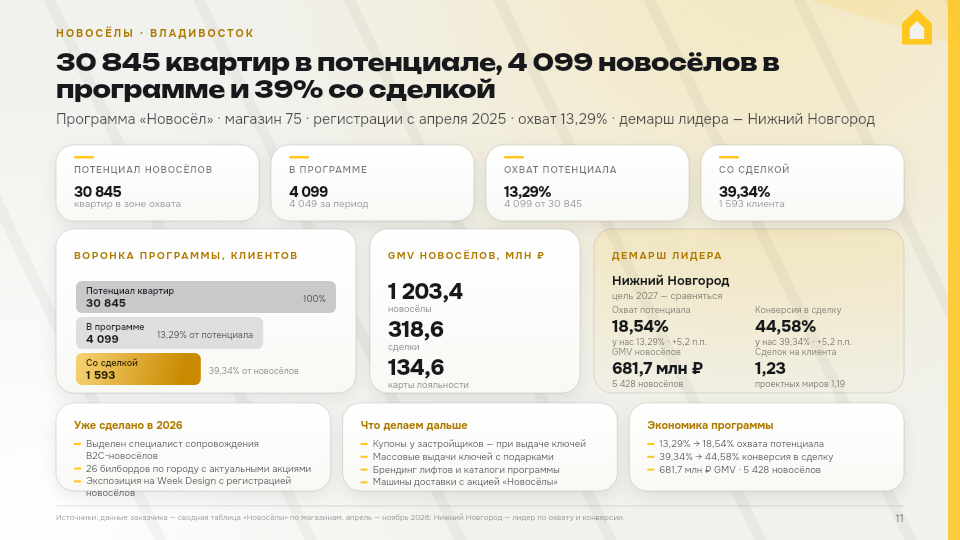 НОВОСЁЛЫ · ВЛАДИВОСТОК
30 845 квартир в потенциале, 4 099 новосёлов в
программе и 39% со сделкой
Программа «Новосёл» · магазин 75 · регистрации с апреля 2025 · охват 13,29% · демарш лидера — Нижний Новгород
ПОТЕНЦИАЛ НОВОСЁЛОВ
30 845
квартир в зоне охвата
В ПРОГРАММЕ
4 099
4 049 за период
ОХВАТ ПОТЕНЦИАЛА
13,29%
4 099 от 30 845
СО СДЕЛКОЙ
39,34%
1 593 клиента
ВОРОНКА ПРОГРАММЫ, КЛИЕНТОВ
Потенциал квартир
30 845
100%
В программе
4 099
13,29% от потенциала
Со сделкой
1 593
39,34% от новосёлов
GMV НОВОСЁЛОВ, МЛН ₽
1 203,4
новосёлы
318,6
сделки
134,6
карты лояльности
ДЕМАРШ ЛИДЕРА
Нижний Новгород
цель 2027 — сравняться
Охват потенциала
18,54%
у нас 13,29% · +5,2 п.п.
Конверсия в сделку
44,58%
у нас 39,34% · +5,2 п.п.
GMV новосёлов
681,7 млн ₽
5 428 новосёлов
Сделок на клиента
1,23
проектных миров 1,19
Уже сделано в 2026
Выделен специалист сопровождения
B2C-новосёлов
26 билбордов по городу с актуальными акциями
Экспозиция на Week Design с регистрацией
новосёлов
Что делаем дальше
Купоны у застройщиков — при выдаче ключей
Массовые выдачи ключей с подарками
Брендинг лифтов и каталоги программы
Машины доставки с акцией «Новосёлы»
Экономика программы
13,29% → 18,54% охвата потенциала
39,34% → 44,58% конверсия в сделку
681,7 млн ₽ GMV · 5 428 новосёлов
Источники: данные заказчика — сводная таблица «Новосёлы» по магазинам, апрель — ноябрь 2026; Нижний Новгород — лидер по охвату и конверсии.
11